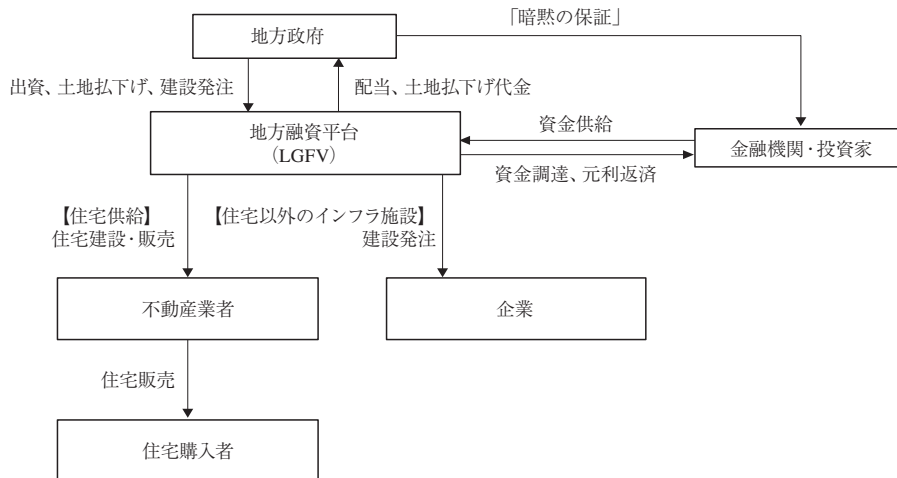 「暗黙の保証」
地方政府
出資、土地払下げ、建設発注
配当、土地払下げ代金
地方融資平台
(LGFV)
資金供給
金融機関・投資家
資金調達、元利返済
【住宅供給】
住宅建設・販売
【住宅以外のインフラ施設】
建設発注
不動産業者
企業
住宅販売
住宅購入者